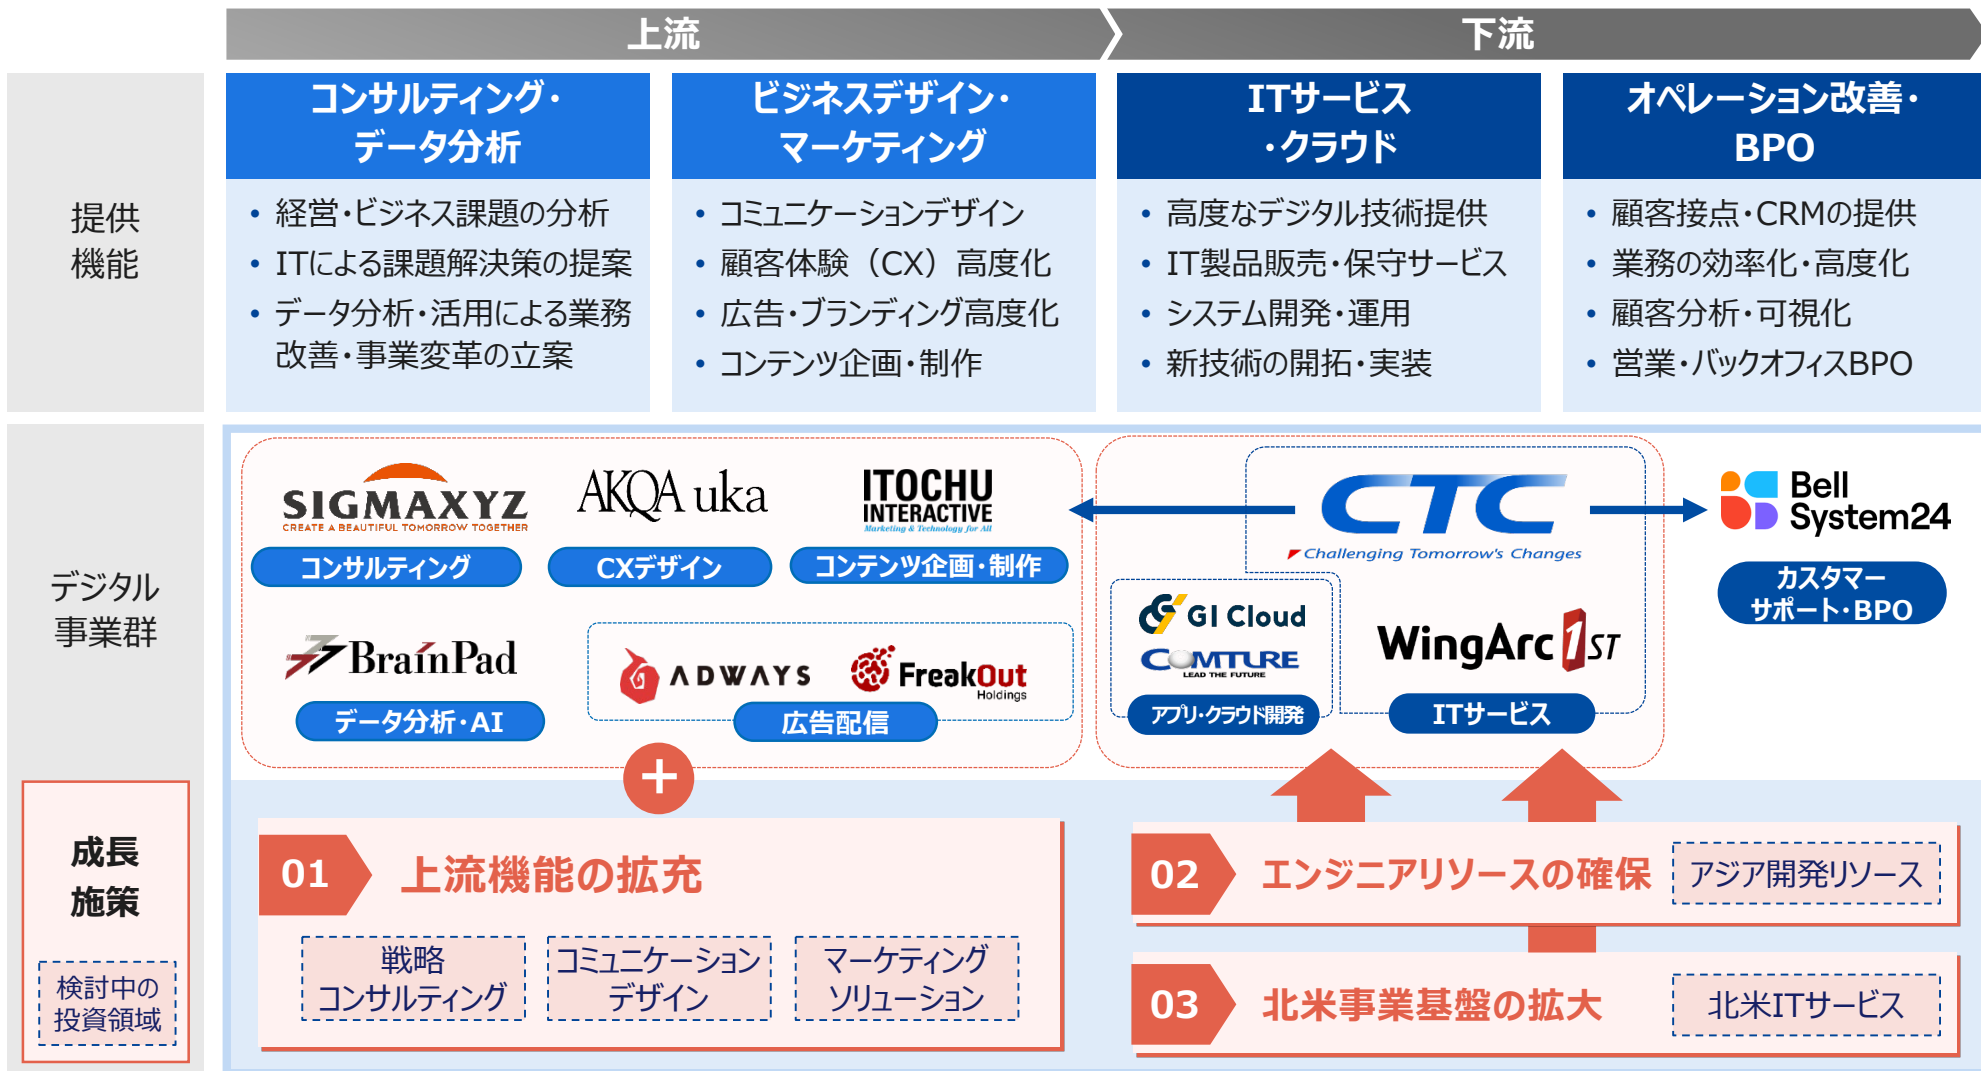 上流
下流
提供
機能
コンサルティング・
データ分析
・経営・ビジネス課題の分析
・ITによる課題解決策の提案
・データ分析・活用による業務
改善・事業変革の立案
ビジネスデザイン・
マーケティング
・コミュニケーションデザイン
・顧客体験（CX）高度化
・広告・ブランディング高度化
・コンテンツ企画・制作
ITサービス
・クラウド
・高度なデジタル技術提供
・IT製品販売・保守サービス
・システム開発・運用
・新技術の開拓・実装
オペレーション改善・
BPO
・顧客接点・CRMの提供
・業務の効率化・高度化
・顧客分析・可視化
・営業・バックオフィスBPO
デジタル
事業群
SIGMAXYZ
CREATE A BEAUTIFUL TOMORROW TOGETHER
コンサルティング
AKQA uka
CXデザイン
ITOCHU
INTERACTIVE
Marketing & Technology for All
コンテンツ企画・制作
BrainPad
データ分析・AI
ADWAYS
FreakOut
Holdings
広告配信
CTC
Challenging Tomorrow's Changes
GI Cloud
COMTURE
LEAD THE FUTURE
アプリ・クラウド開発
WingArc 1ST
ITサービス
Bell
System24
カスタマー
サポート・BPO
成長
施策
検討中の
投資領域
+
01
上流機能の拡充
戦略
コンサルティング
コミュニケーション
デザイン
マーケティング
ソリューション
02
エンジニアリソースの確保
アジア開発リソース
03
北米事業基盤の拡大
北米ITサービス